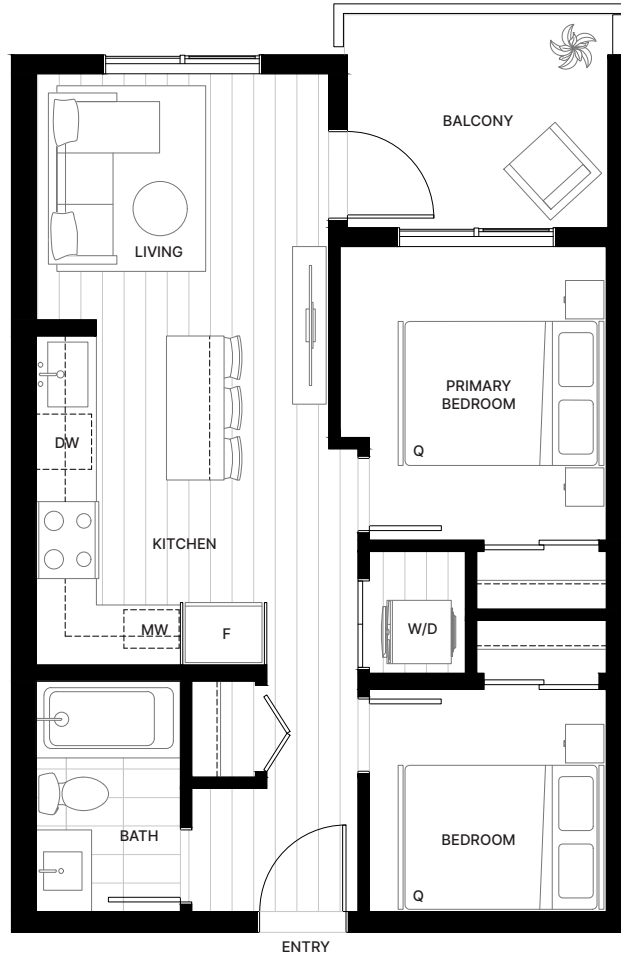 BALCONY
LIVING
PRIMARY
BEDROOM
Q
DW
KITCHEN
MW
F
W/D
BATH
BEDROOM
Q
ENTRY